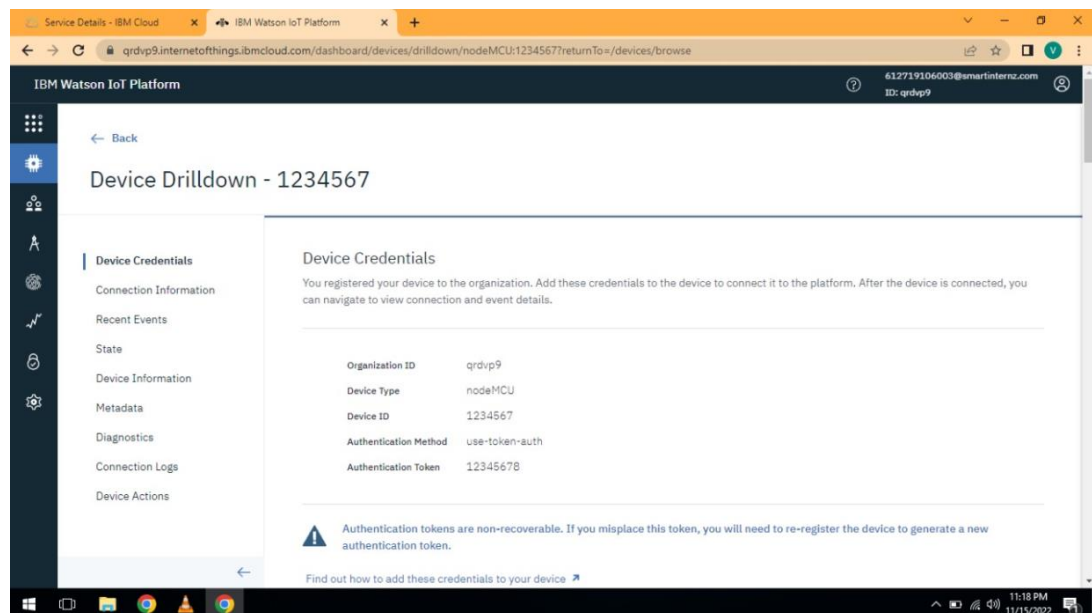 Service Details - IBM Cloud
IBM Watson IoT Platform
qrdvp9.internetofthings.ibmcloud.com/dashboard/devices/drilldown/nodeMCU:1234567?returnTo=/devices/browse
V
IBM Watson IoT Platform
612719106003@smartinternz.com
ID: qrdvp9
Back
Device Drilldown - 1234567
Device Credentials
Connection Information
Recent Events
State
Device Information
Metadata
Diagnostics
Connection Logs
Device Actions
Device Credentials
You registered your device to the organization. Add these credentials to the device to connect it to the platform. After the device is connected, you
can navigate to view connection and event details.
Organization ID qrdvp9
Device Type nodeMCU
Device ID 1234567
Authentication Method use-token-auth
Authentication Token 12345678
Authentication tokens are non-recoverable. If you misplace this token, you will need to re-register the device to generate a new
authentication token.
Find out how to add these credentials to your device
11:18 PM
11/15/2022